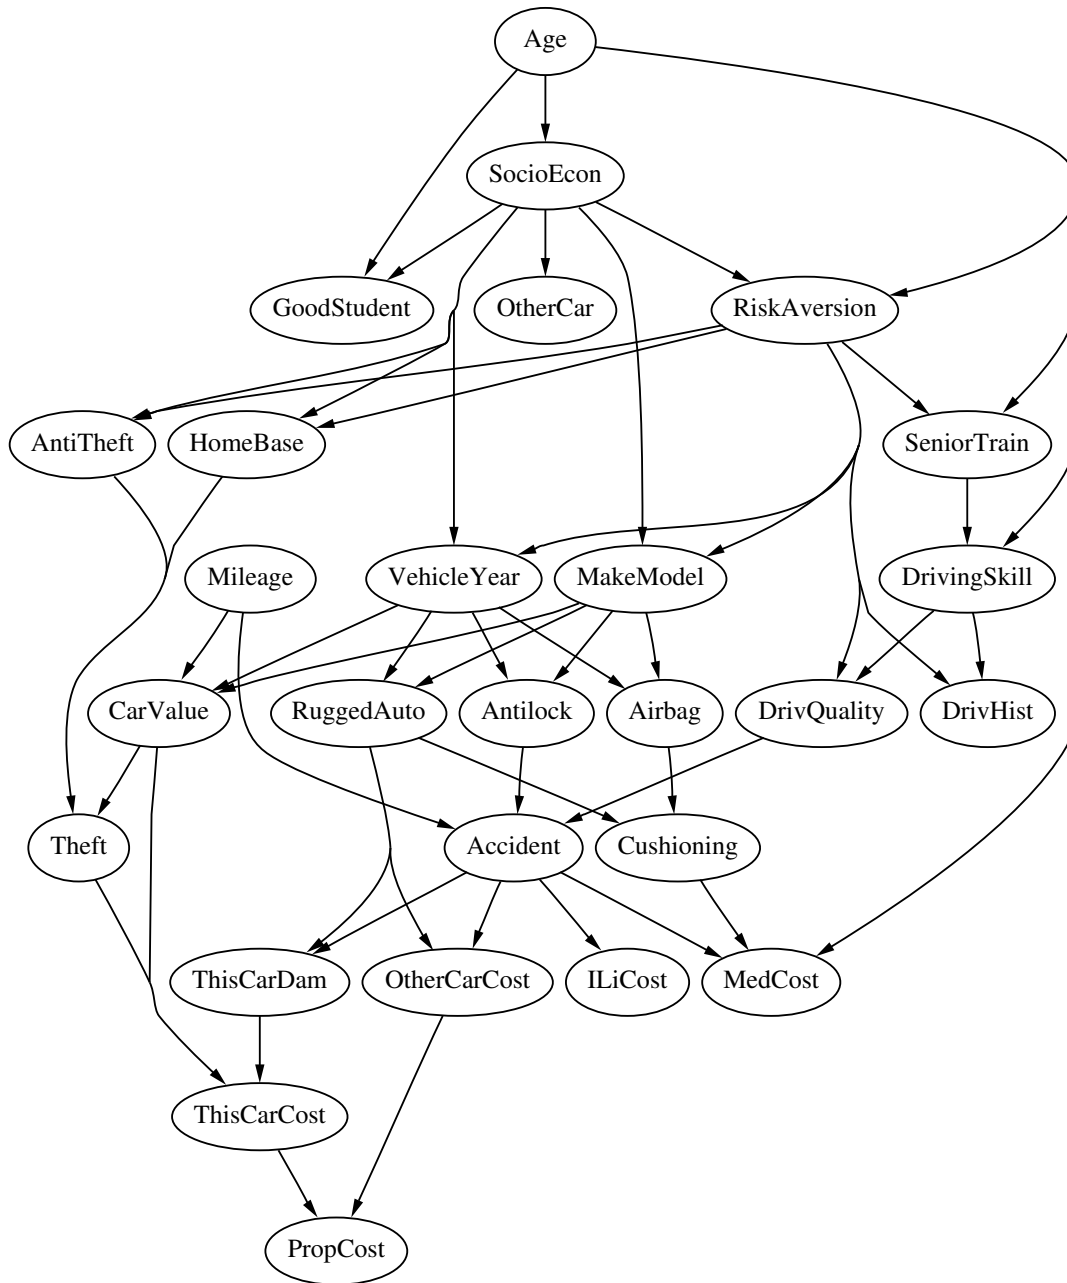 Age
SocioEcon
GoodStudent
OtherCar
RiskAversion
AntiTheft
HomeBase
SeniorTrain
Mileage
VehicleYear
MakeModel
DrivingSkill
CarValue
RuggedAuto
Antilock
Airbag
DrivQuality
DrivHist
Theft
Accident
Cushioning
ThisCarDam
OtherCarCost
ILiCost
MedCost
ThisCarCost
PropCost